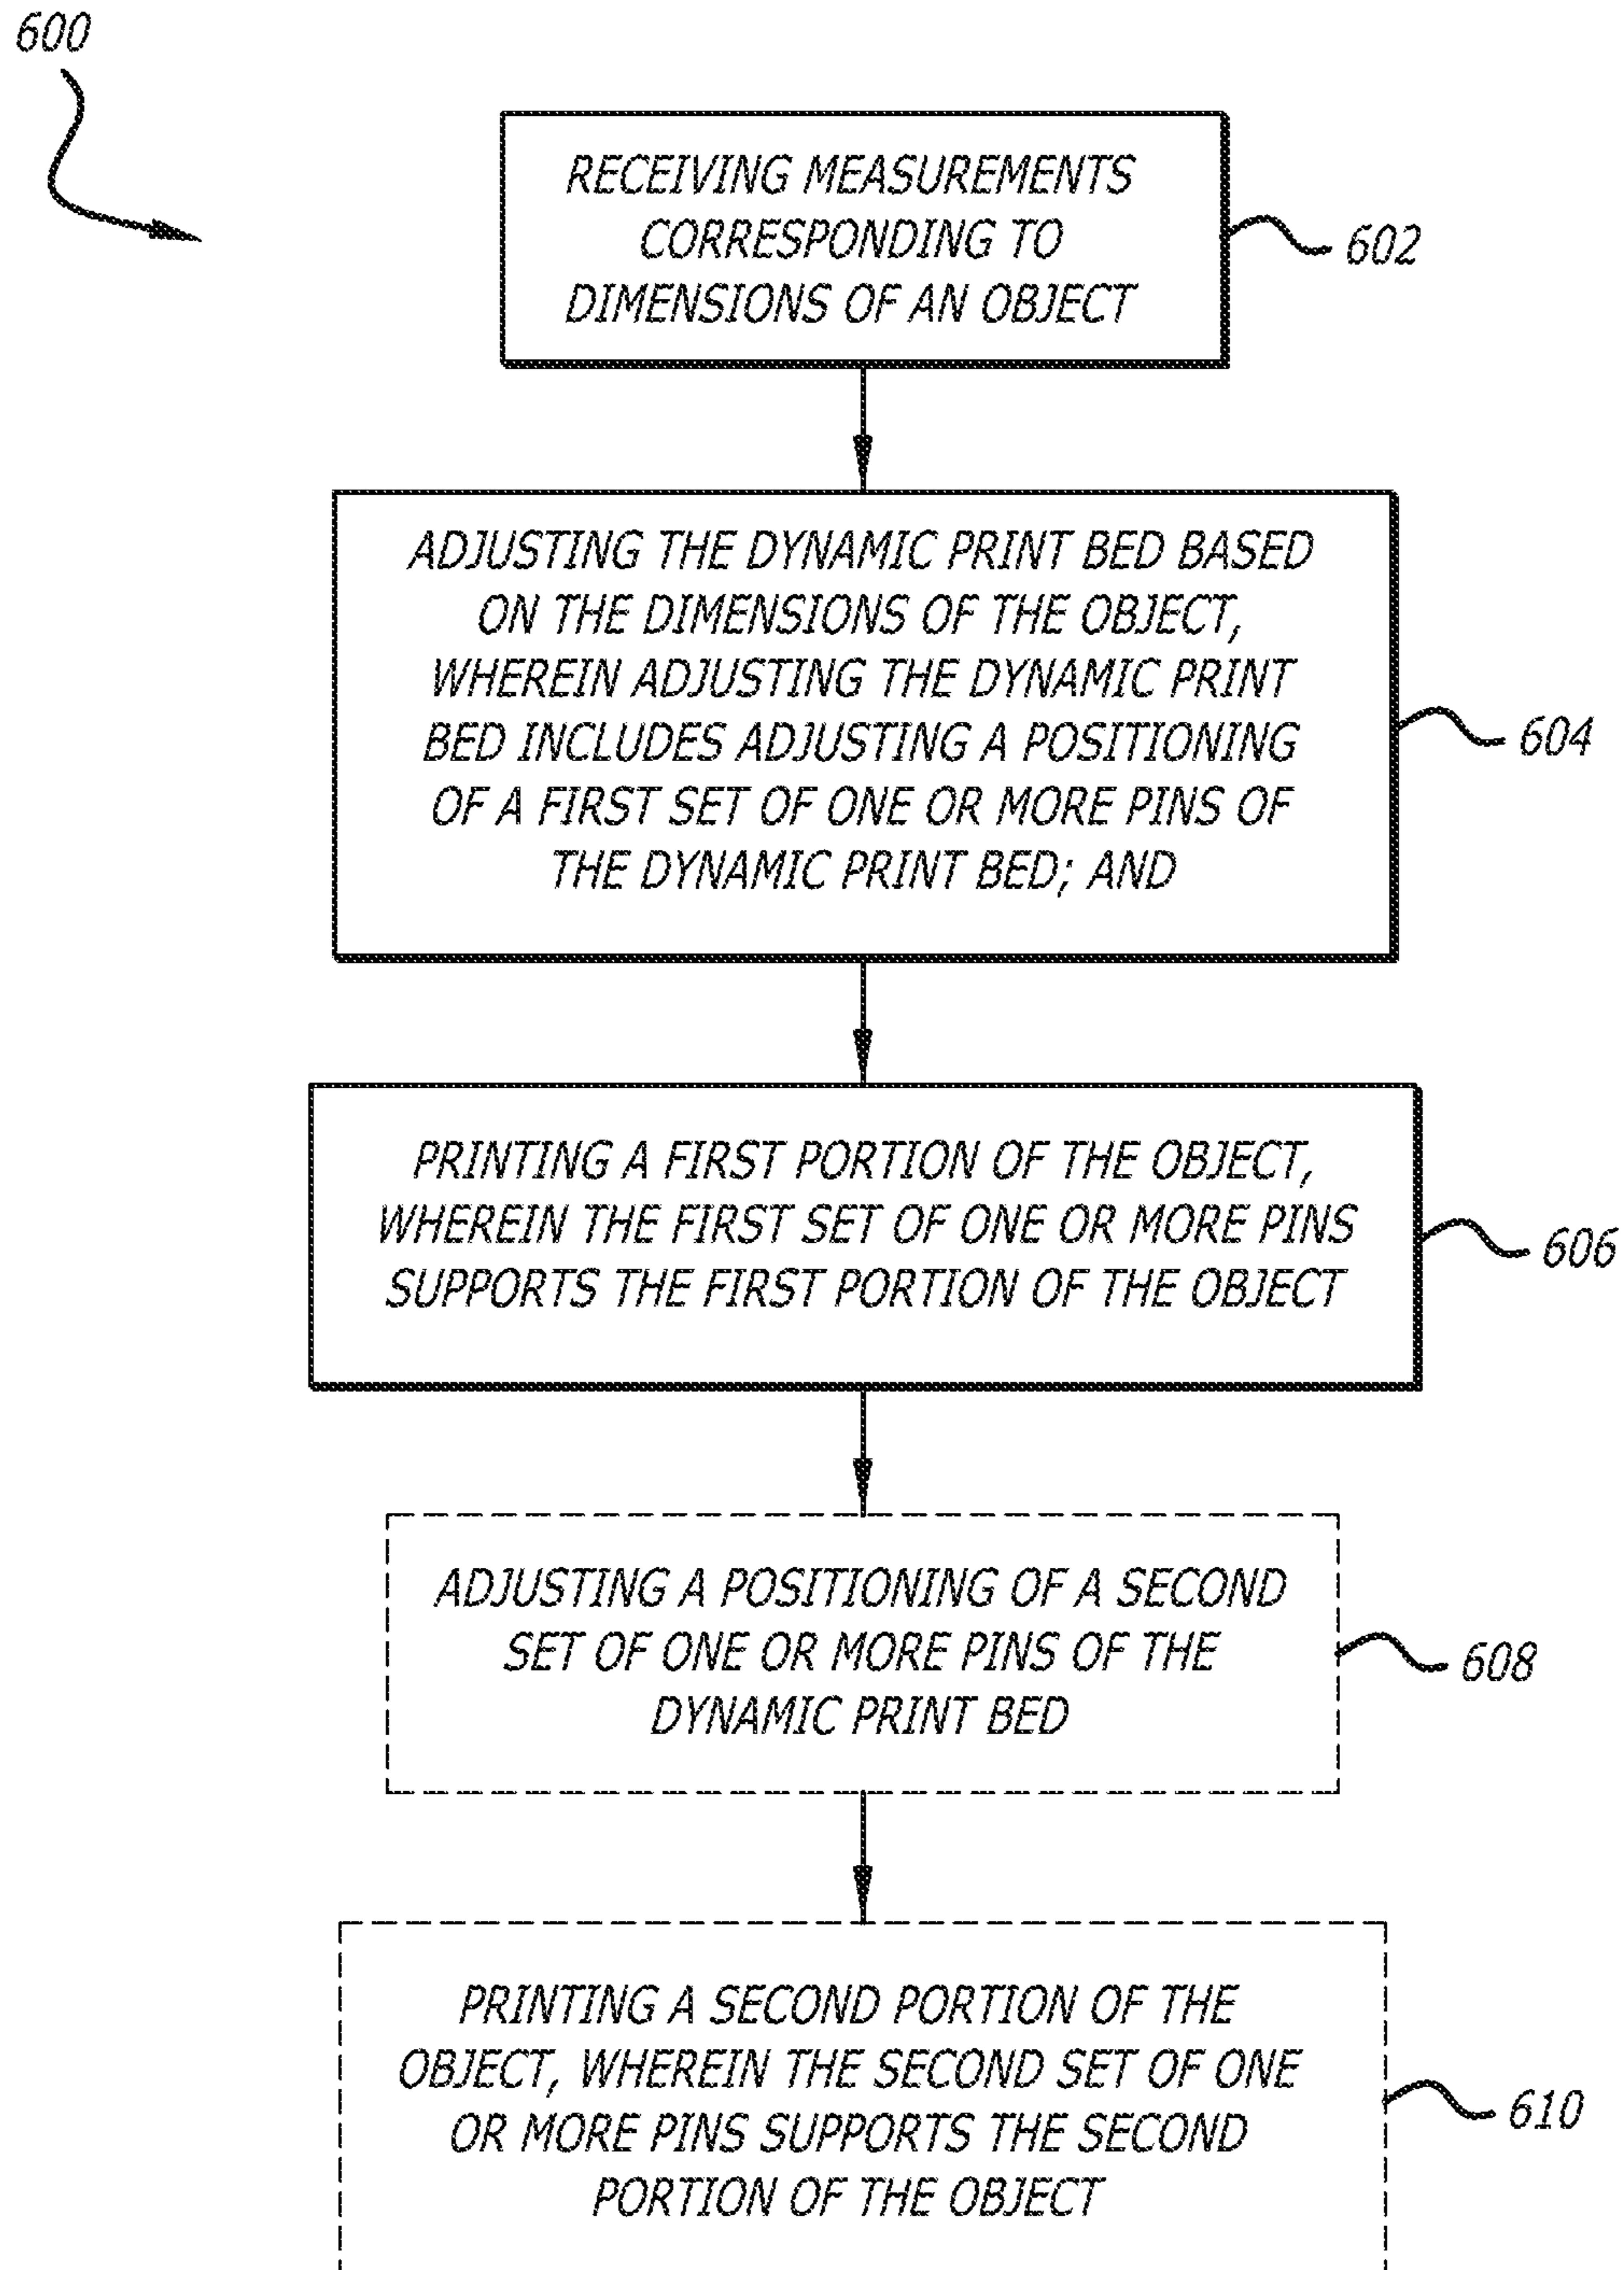 600
RECEIVING MEASUREMENTS
CORRESPONDING TO
DIMENSIONS OF AN OBJECT
602
ADJUSTING THE DYNAMIC PRINT BED BASED
ON THE DIMENSIONS OF THE OBJECT,
WHEREIN ADJUSTING THE DYNAMIC PRINT
BED INCLUDES ADJUSTING A POSITIONING
OF A FIRST SET OF ONE OR MORE PINS OF
THE DYNAMIC PRINT BED; AND
604
PRINTING A FIRST PORTION OF THE OBJECT,
WHEREIN THE FIRST SET OF ONE OR MORE PINS
SUPPORTS THE FIRST PORTION OF THE OBJECT
606
ADJUSTING A POSITIONING OF A SECOND
SET OF ONE OR MORE PINS OF THE
DYNAMIC PRINT BED
608
PRINTING A SECOND PORTION OF THE
OBJECT, WHEREIN THE SECOND SET OF ONE
OR MORE PINS SUPPORTS THE SECOND
PORTION OF THE OBJECT
610